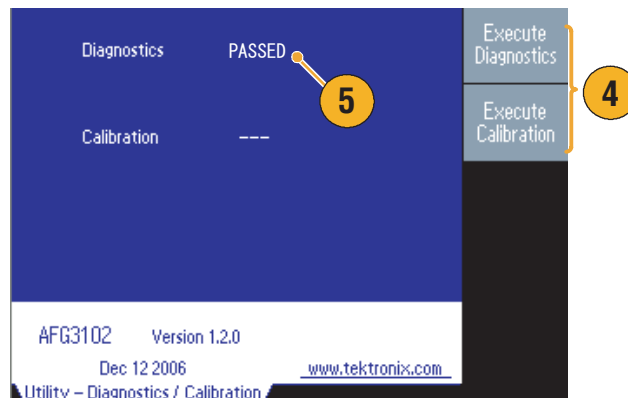 Diagnostics PASSED
Execute Diagnostics
5
4
Calibration ---
Execute Calibration
AFG3102 Version 1.2.0
Dec 12 2006 www.tektronix.com
Utility – Diagnostics / Calibration